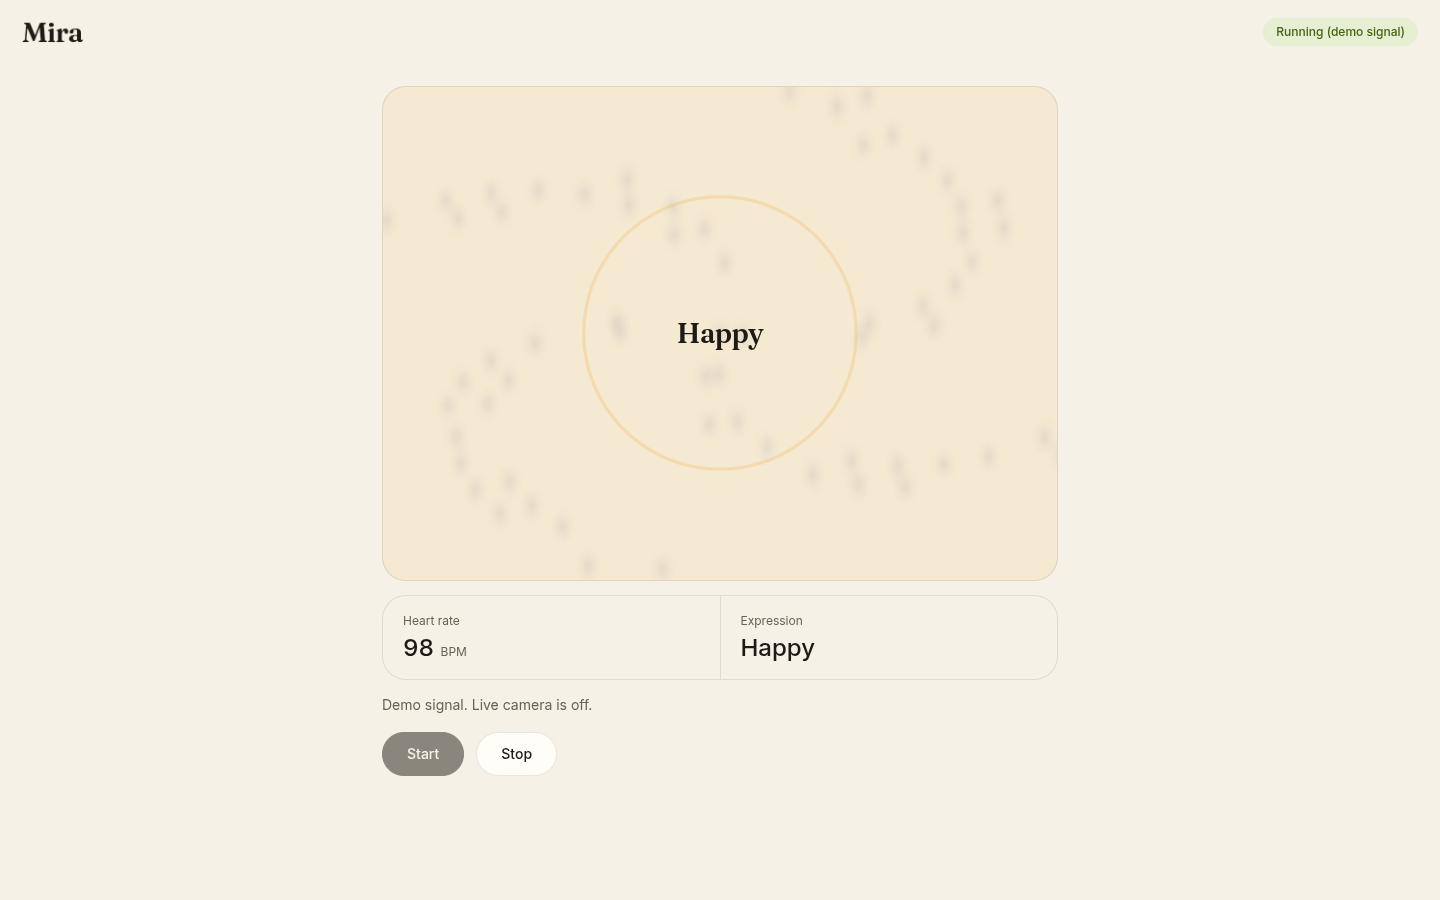 Mira
Running (demo signal)
Happy
Heart rate
98 BPM
Expression
Happy
Demo signal. Live camera is off.
Start
Stop